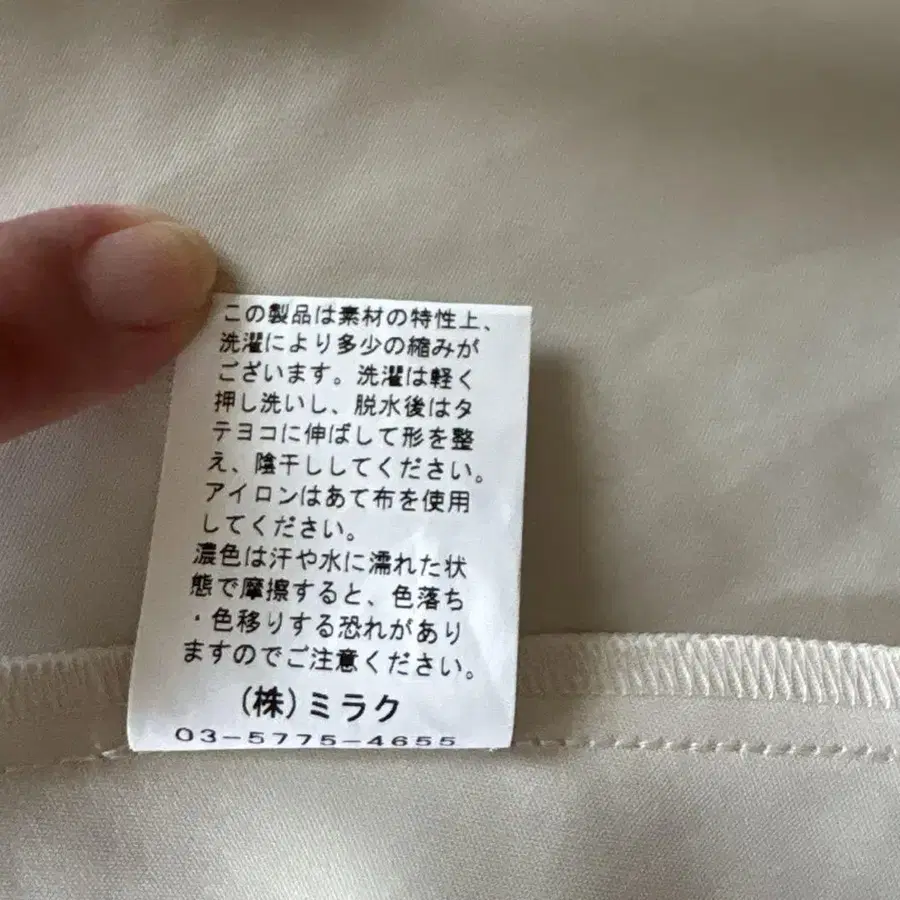 この製品は素材の特性上、
洗濯により多少の縮みが
ございます。洗濯は軽く
押し洗いし、脱水後はタ
テヨコに伸ばして形を整
え、陰干ししてください。
アイロンはあて布を使用
してください。
濃色は汗や水に濡れた状
態で摩擦すると、色落ち
・色移りする恐れがあり
ますのでご注意ください。
(株)ミラク
03-5775-4655